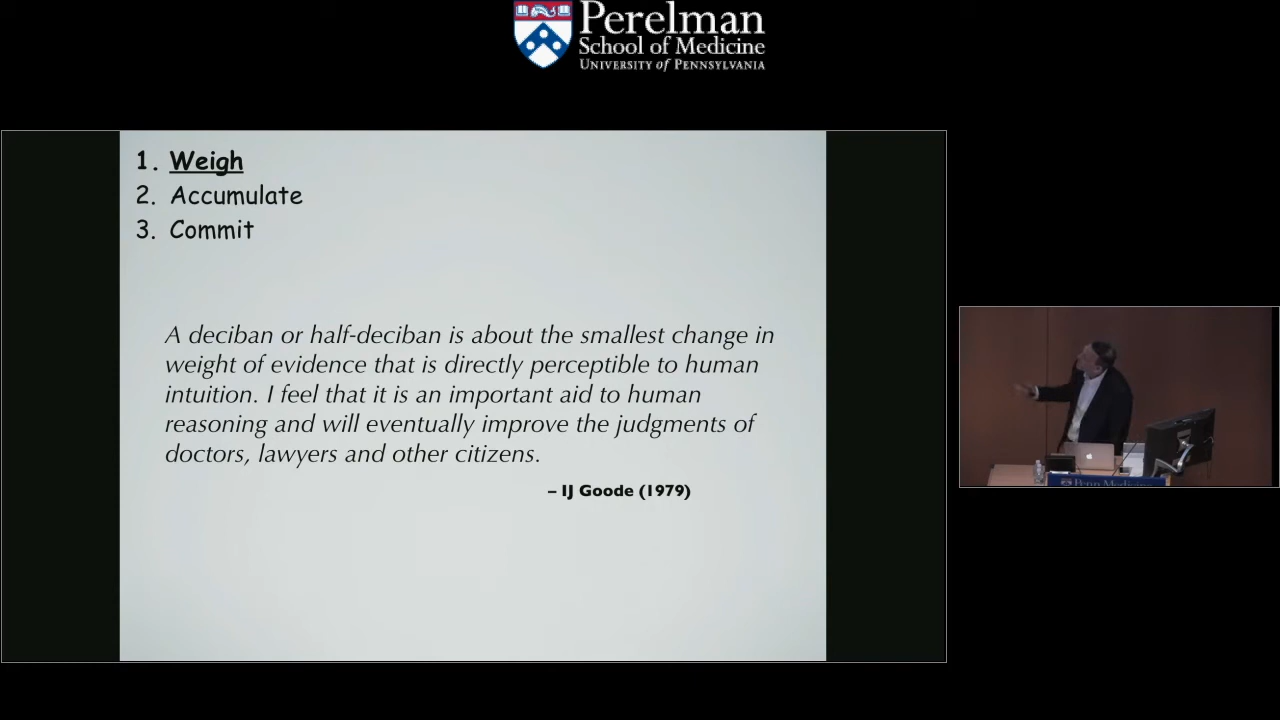 Perelman
School of Medicine
UNIVERSITY of PENNSYLVANIA
1. Weigh
2. Accumulate
3. Commit
A deciban or half-deciban is about the smallest change in
weight of evidence that is directly perceptible to human
intuition. I feel that it is an important aid to human
reasoning and will eventually improve the judgments of
doctors, lawyers and other citizens.
– IJ Goode (1979)
Penn Medicine